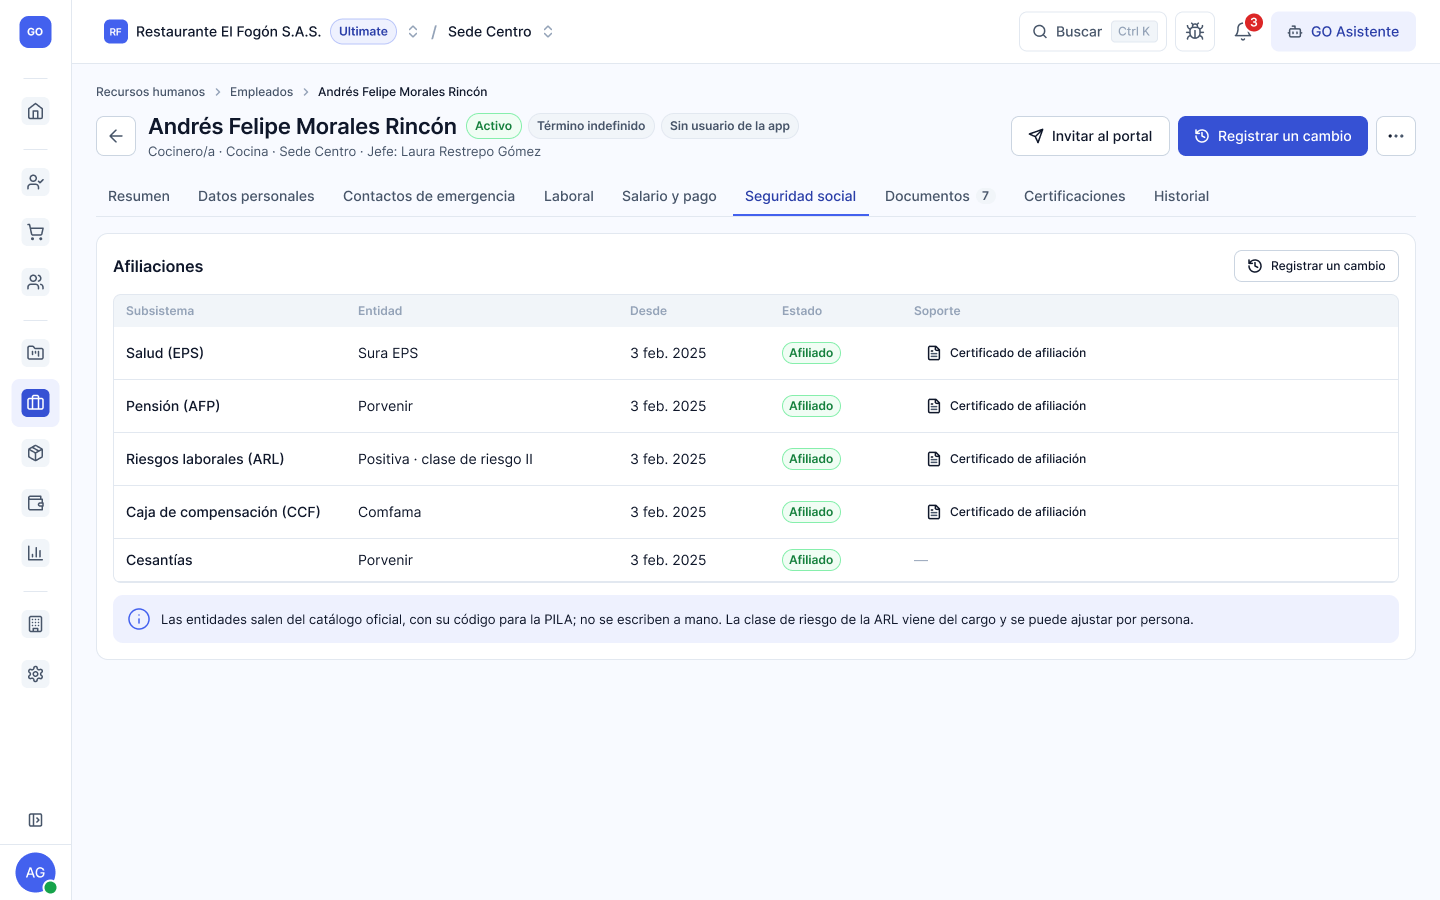 GO
RF Restaurante El Fogón S.A.S. Ultimate / Sede Centro Buscar Ctrl K 3 GO Asistente
Recursos humanos > Empleados > Andrés Felipe Morales Rincón
Andrés Felipe Morales Rincón Activo Término indefinido Sin usuario de la app
Cocinero/a · Cocina · Sede Centro · Jefe: Laura Restrepo Gómez
Invitar al portal Registrar un cambio
Resumen Datos personales Contactos de emergencia Laboral Salario y pago Seguridad social Documentos 7 Certificaciones Historial
Afiliaciones Registrar un cambio
Subsistema Entidad Desde Estado Soporte
Salud (EPS) Sura EPS 3 feb. 2025 Afiliado Certificado de afiliación
Pensión (AFP) Porvenir 3 feb. 2025 Afiliado Certificado de afiliación
Riesgos laborales (ARL) Positiva · clase de riesgo II 3 feb. 2025 Afiliado Certificado de afiliación
Caja de compensación (CCF) Comfama 3 feb. 2025 Afiliado Certificado de afiliación
Cesantías Porvenir 3 feb. 2025 Afiliado —
Las entidades salen del catálogo oficial, con su código para la PILA; no se escriben a mano. La clase de riesgo de la ARL viene del cargo y se puede ajustar por persona.
AG